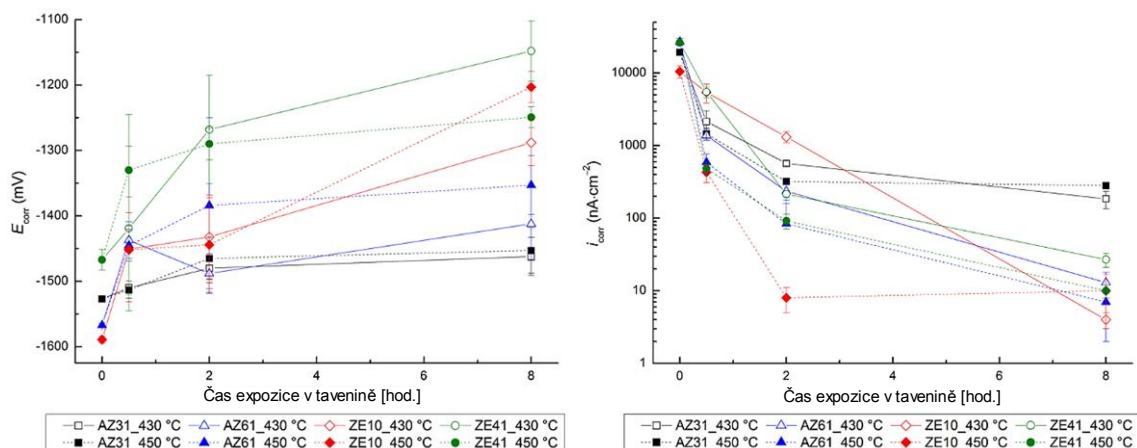 -1100
-1200
-1300
-1400
-1500
-1600
E_corr (mV)
0 2 4 6 8
Čas expozice v tavenině [hod.]
AZ31_430 °C AZ61_430 °C ZE10_430 °C ZE41_430 °C
AZ31_450 °C AZ61_450 °C ZE10_450 °C ZE41_450 °C
10000
1000
100
10
1
i_corr (nA·cm⁻²)
0 2 4 6 8
Čas expozice v tavenině [hod.]
AZ31_430 °C AZ61_430 °C ZE10_430 °C ZE41_430 °C
AZ31_450 °C AZ61_450 °C ZE10_450 °C ZE41_450 °C